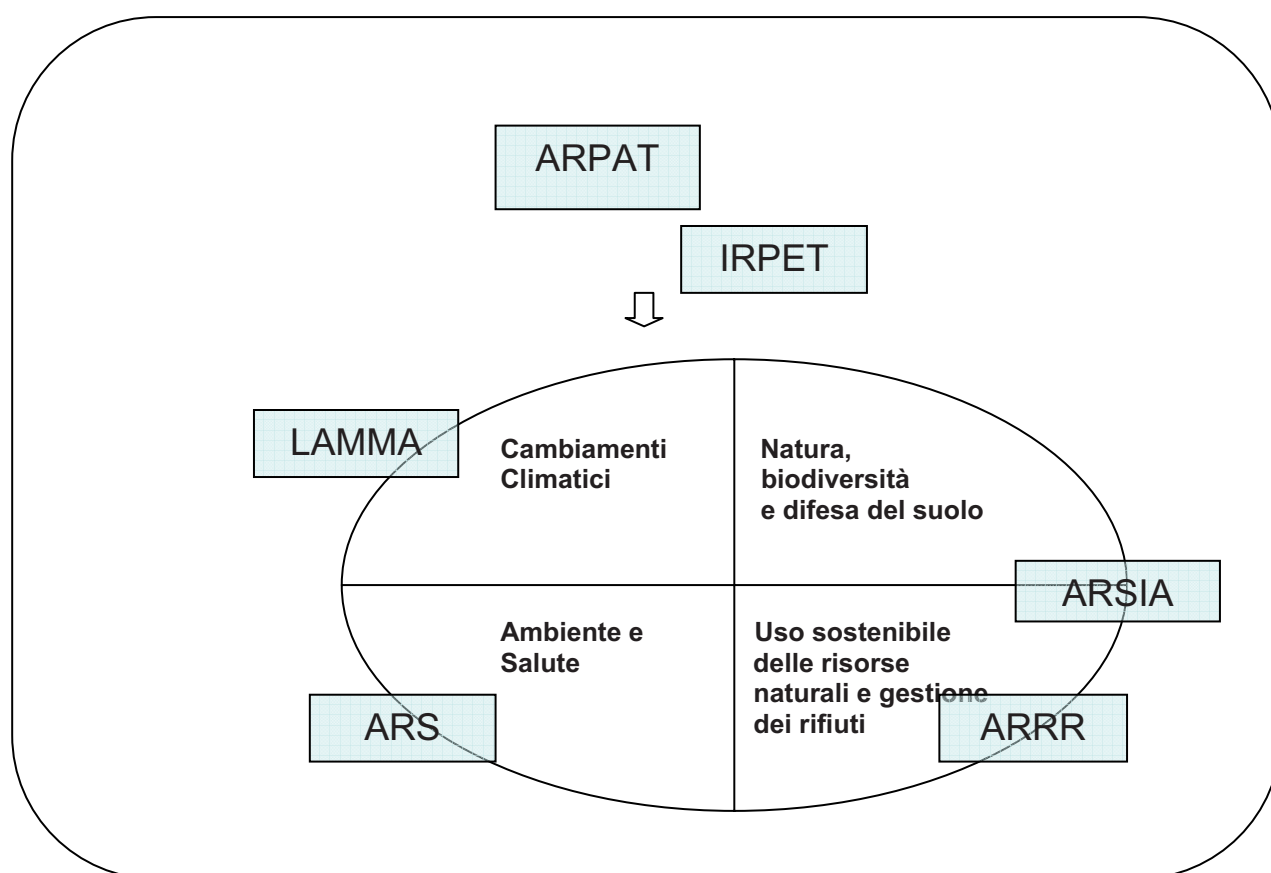 ARPAT
IRPET
LAMMA
Cambiamenti
Climatici
Natura,
biodiversità
e difesa del suolo
ARSIA
Ambiente e
Salute
Uso sostenibile
delle risorse
naturali e gestione
dei rifiuti
ARS
ARRR